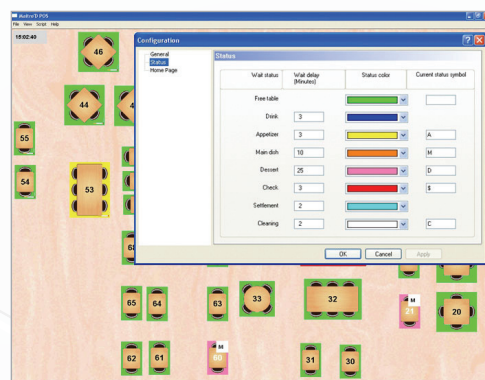 Maitre'D POS
File View Script Help
15:02:40
46
44
4
55
54
53
6
65 64 63 33 32 M 21 20
62 61 M 60 31 30
Configuration
General
Status
Home Page
Status
Wait status Wait delay (Minutes) Status color Current status symbol
Free table
Drink 3
Appetizer 3 A
Main dish 10 M
Dessert 25 D
Check 3 $
Settlement 2
Cleaning 2 C
OK Cancel Apply